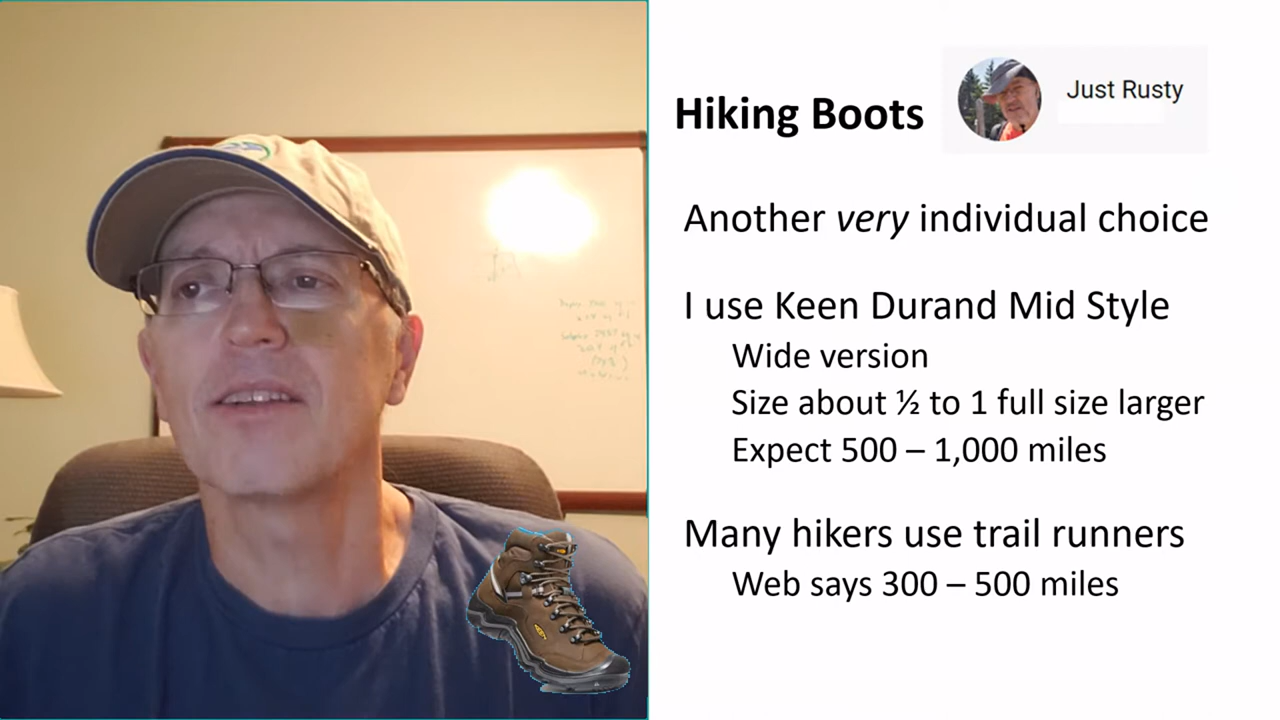 Hiking Boots
Just Rusty
Another very individual choice
I use Keen Durand Mid Style
Wide version
Size about ½ to 1 full size larger
Expect 500 – 1,000 miles
Many hikers use trail runners
Web says 300 – 500 miles